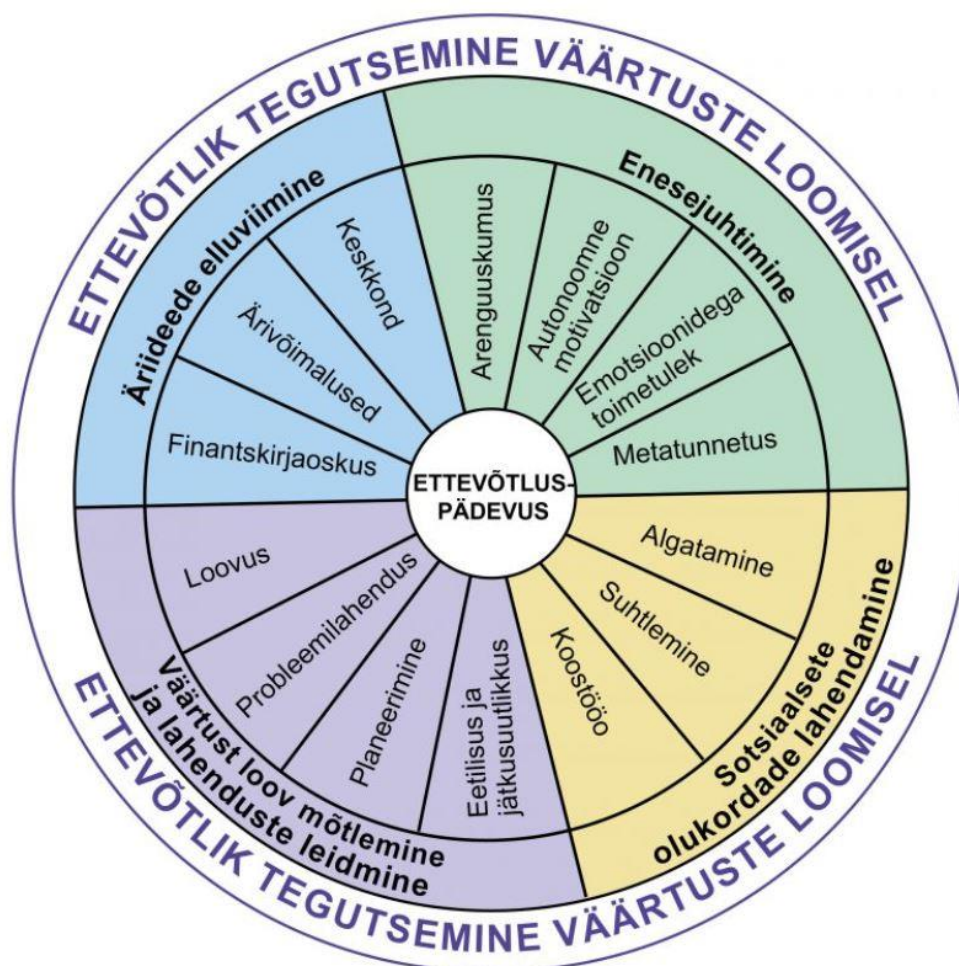 ETTEVÕTLIK TEGUTSEMINE VÄÄRTUSTE LOOMISEL
Enesejuhtimine
Arenguuskumus
Autonoomne
motivatsioon
Emotsioonidega
toimetulek
Metatunnetus
Sotsiaalsete
olukordade lahendamine
Algatamine
Suhtlemine
Koostööo
Väärtust loov mõtlemine
ja lahenduste leidmine
Eetilisus ja
jätkusuutlikkus
Planeerimine
Probleemilahendus
Loovus
Äriideede elluviimine
Finantskirjaoskus
Ärivõimalused
Keskkond
ETTEVÕTLUS-
PÄDEVUS
ETTEVÕTLIK TEGUTSEMINE VÄÄRTUSTE LOOMISEL